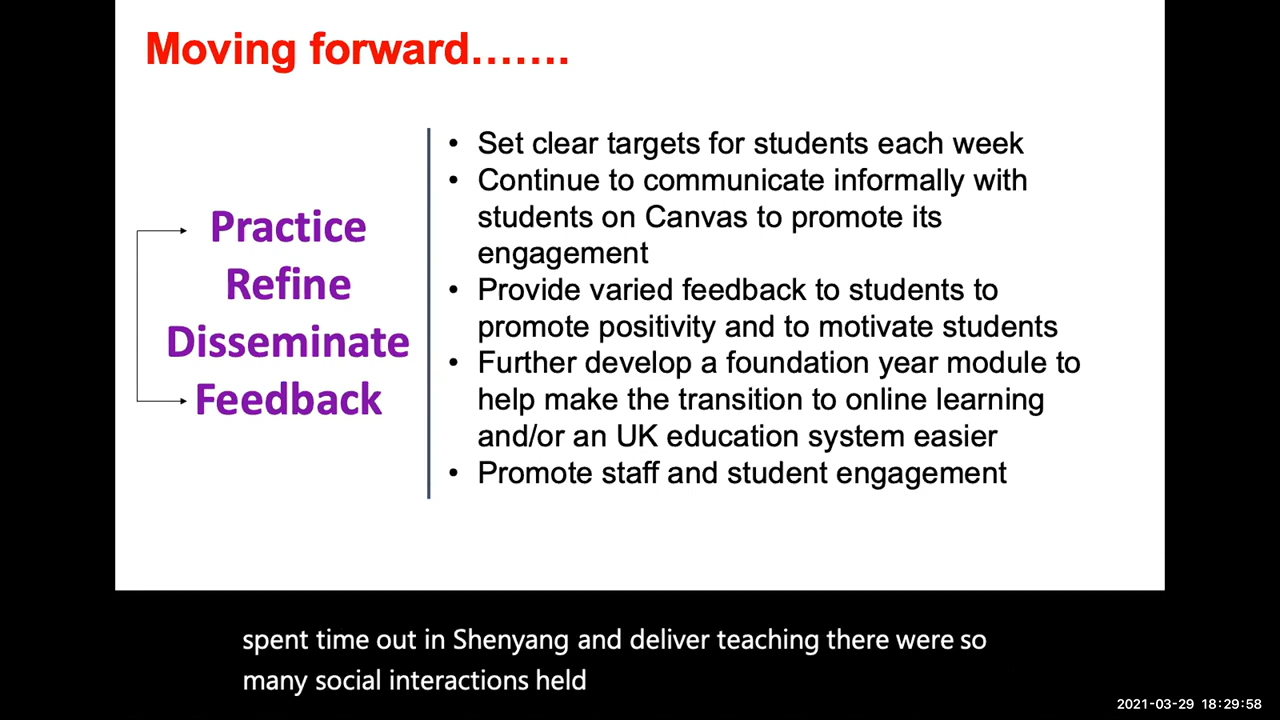 Moving forward.......
Practice
Refine
Disseminate
Feedback
• Set clear targets for students each week
• Continue to communicate informally with
students on Canvas to promote its
engagement
• Provide varied feedback to students to
promote positivity and to motivate students
• Further develop a foundation year module to
help make the transition to online learning
and/or an UK education system easier
• Promote staff and student engagement
spent time out in Shenyang and deliver teaching there were so
many social interactions held
2021-03-29 18:29:58